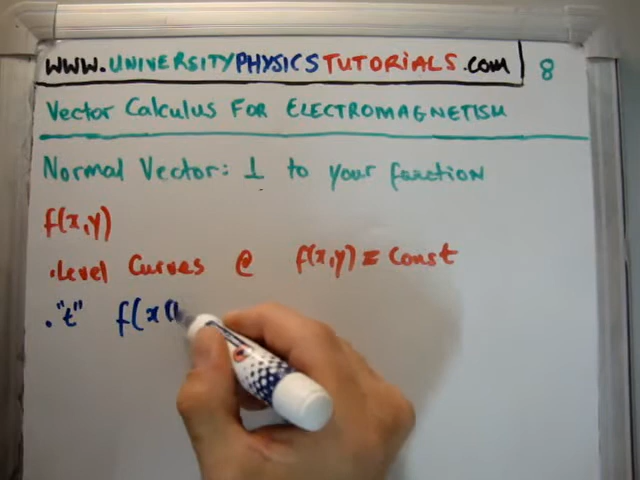 WWW.UNIVERSITYPHYSICSTUTORIALS.COM 8
Vector Calculus FOR ELECTROMAGNETISM
Normal Vector: ⊥ to your function
f(x,y)
.Level Curves @ f(x,y) = Const
."t" f(x(